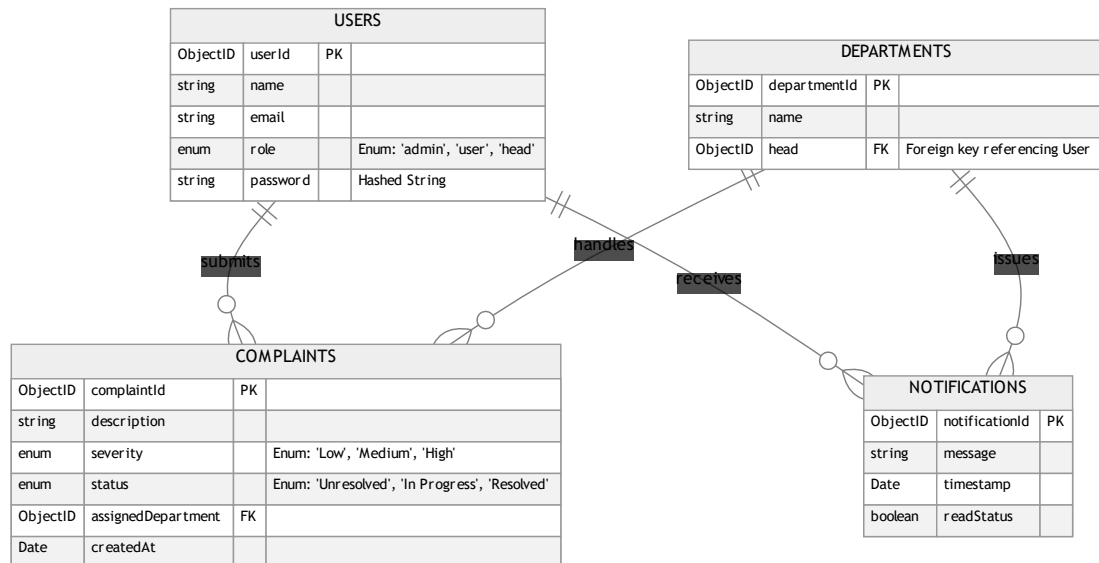 USERS
ObjectID userId PK
string name
string email
enum role Enum: 'admin', 'user', 'head'
string password Hashed String
DEPARTMENTS
ObjectID departmentId PK
string name
ObjectID head FK Foreign key referencing User
submits
handles
receives
issues
COMPLAINTS
ObjectID complaintId PK
string description
enum severity Enum: 'Low', 'Medium', 'High'
enum status Enum: 'Unresolved', 'In Progress', 'Resolved'
ObjectID assignedDepartment FK
Date createdAt
NOTIFICATIONS
ObjectID notificationId PK
string message
Date timestamp
boolean readStatus